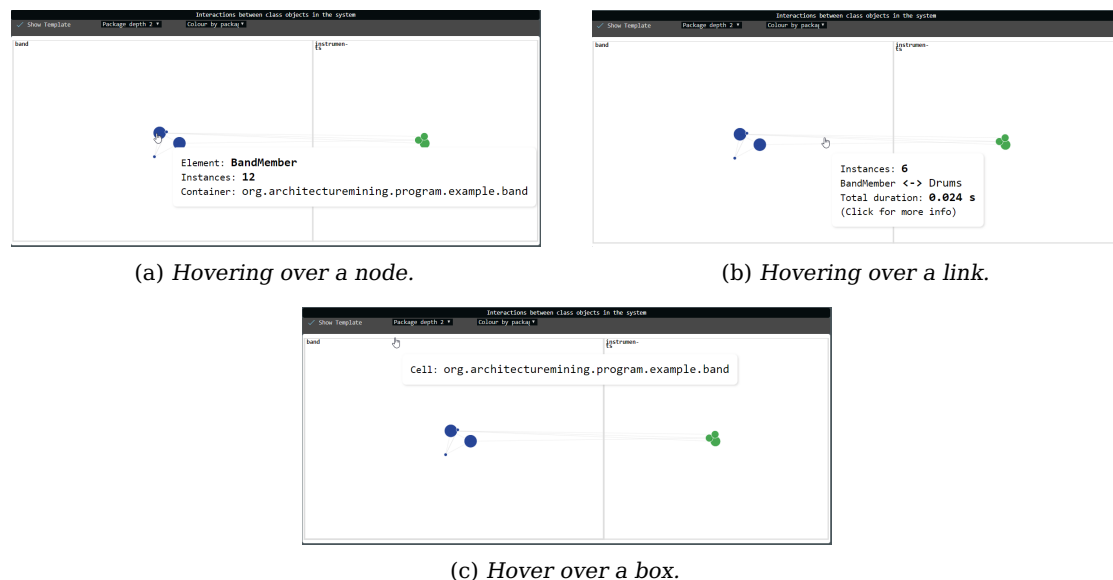 Interactions between class objects in the system
✓ Show Template Package depth 2 ▾ Colour by packa ▾
band
instrumen-
ts
Element: BandMember
Instances: 12
Container: org.architecturemining.program.example.band
(a) Hovering over a node.
Interactions between class objects in the system
✓ Show Template Package depth 2 ▾ Colour by packa ▾
band
instrumen-
ts
Instances: 6
BandMember <-> Drums
Total duration: 0.024 s
(Click for more info)
(b) Hovering over a link.
Interactions between class objects in the system
✓ Show Template Package depth 2 ▾ Colour by packa ▾
band
instrumen-
ts
Cell: org.architecturemining.program.example.band
(c) Hover over a box.